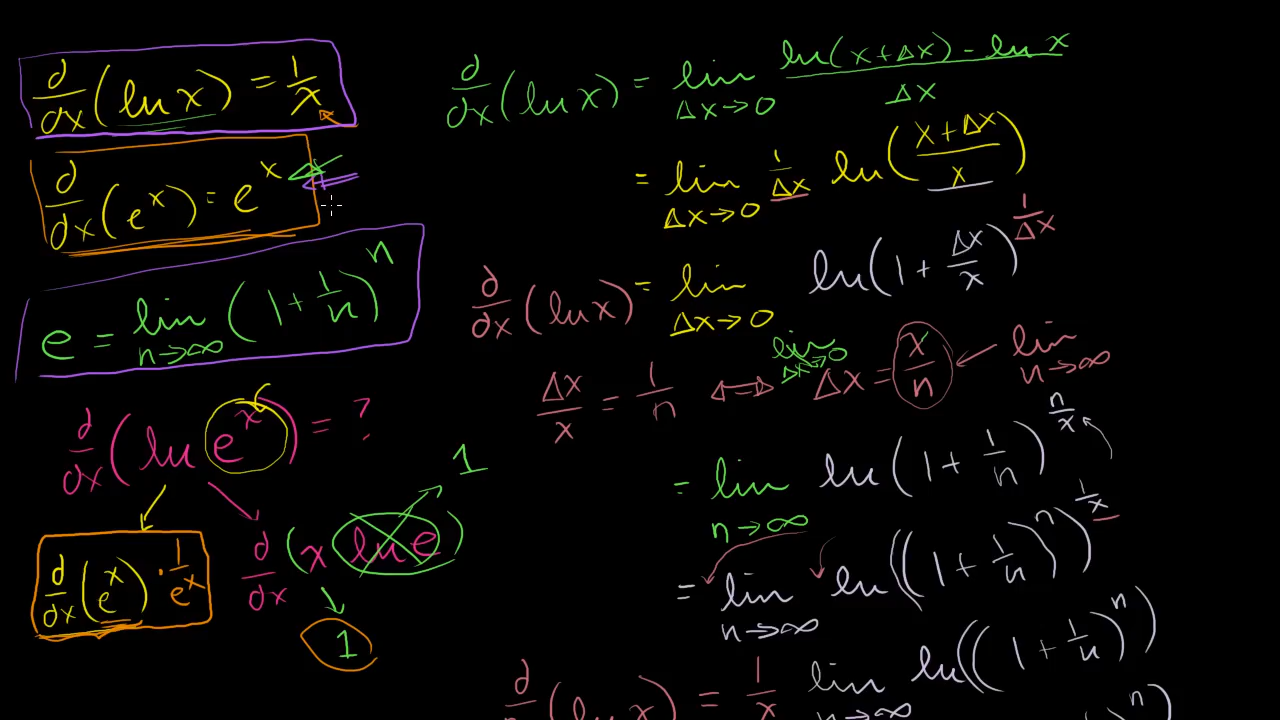 d/dx (ln x) = 1/x
d/dx (e^x) = e^x
e = lim n→∞ (1 + 1/n)^n
d/dx (ln e^x) = ?
d/dx (e^x) · 1/e^x
d/dx (x ln e)
1
1
d/dx (ln x) = lim Δx→0 (ln(x+Δx) - ln x)/Δx
= lim Δx→0 1/Δx ln((x+Δx)/x)
d/dx (ln x) = lim Δx→0 ln(1 + Δx/x)^(1/Δx)
lim Δx→0
Δx/x = 1/n ⇔ Δx = x/n ← lim n→∞
= lim n→∞ ln(1 + 1/n)^(n/x)
= lim n→∞ ln((1 + 1/n)^n)^(1/x)
d/dx (ln x) = 1/x lim n→∞ ln((1 + 1/n)^n)
n